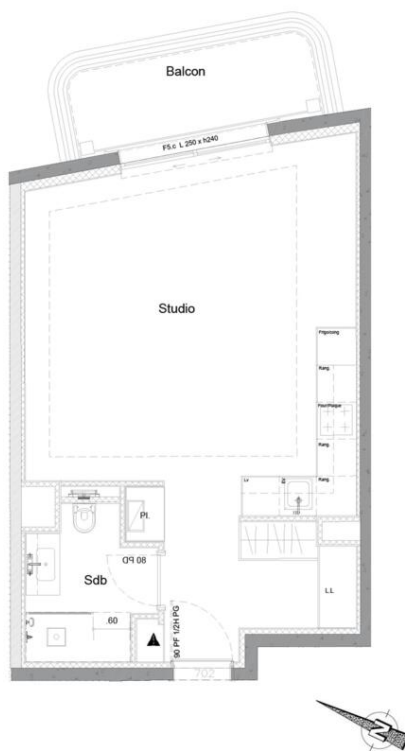 Balcon
F5.c L 250 x h240
Studio
Frigo/cong
Rang.
Four/Plaque
Rang.
Rang.
Lv
PL
80 PD
Sdb
.60
90 PF 1/2H PG
LL
702
N